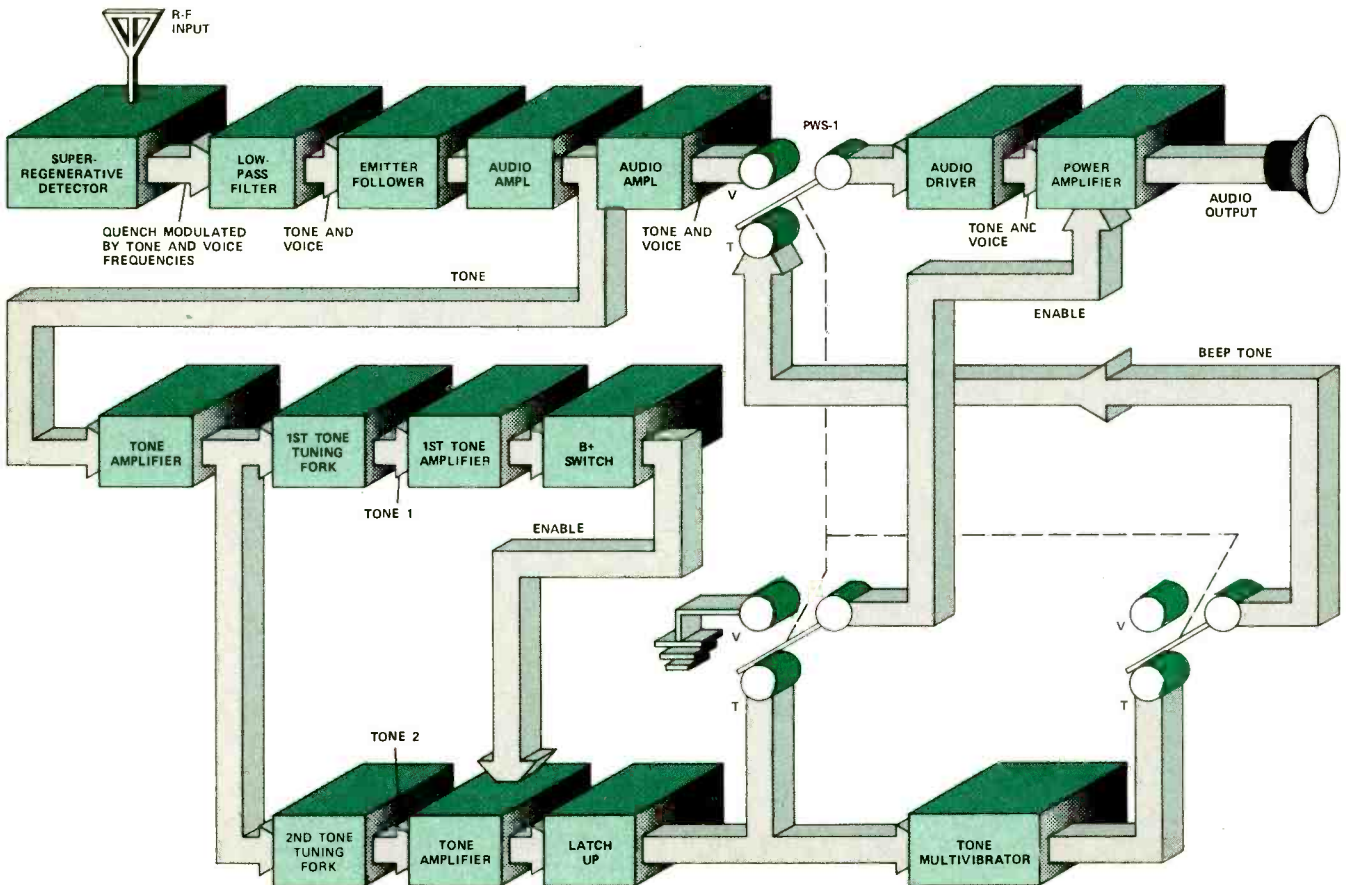 R-F
INPUT
PWS-1
SUPER-
REGENERATIVE
DETECTOR
LOW-
PASS
FILTER
EMITTER
FOLLOWER
AUDIO
AMPL
AUDIO
AMPL
V
T
AUDIO
DRIVER
POWER
AMPLIFIER
AUDIO
OUTPUT
QUENCH MODULATED
BY TONE AND VOICE
FREQUENCIES
TONE AND
VOICE
TONE AND
VOICE
TONE AND
VOICE
TONE
ENABLE
BEEP TONE
TONE
AMPLIFIER
1ST TONE
TUNING
FORK
1ST TONE
AMPLIFIER
B+
SWITCH
TONE 1
ENABLE
V
T
V
T
TONE 2
2ND TONE
TUNING
FORK
TONE
AMPLIFIER
LATCH
UP
TONE
MULTIVIBRATOR